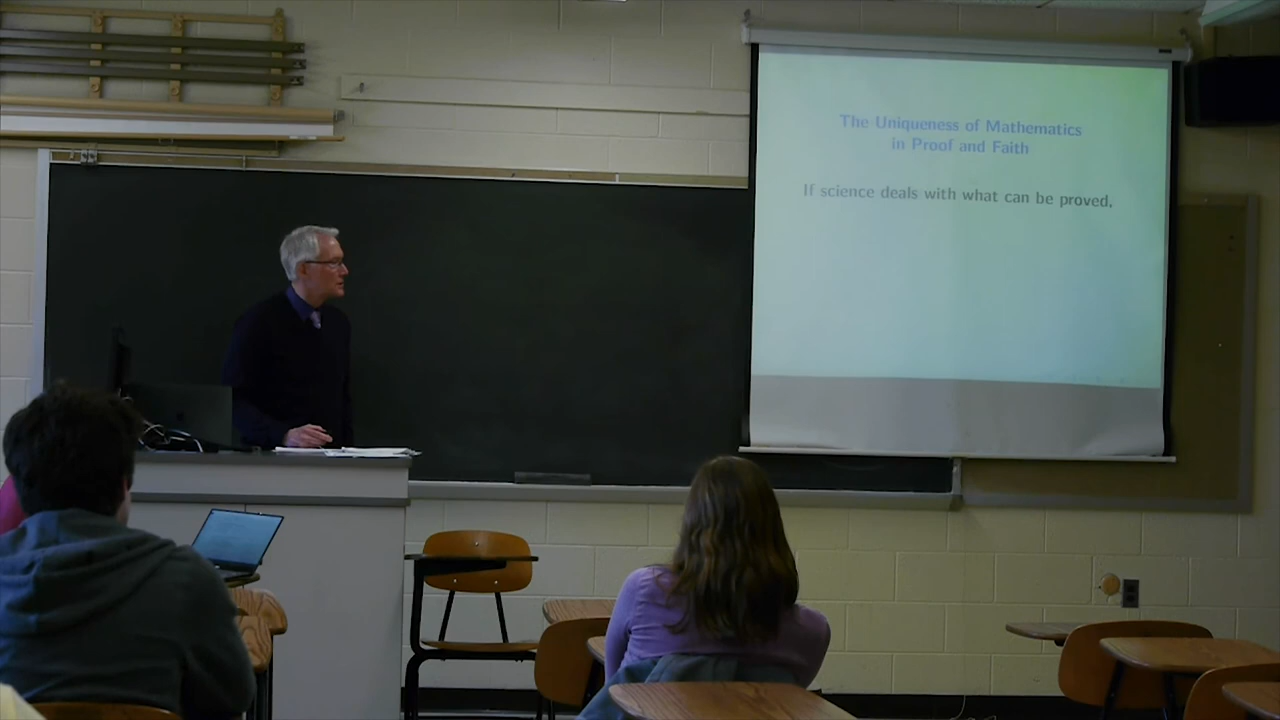 The Uniqueness of Mathematics
in Proof and Faith
If science deals with what can be proved,